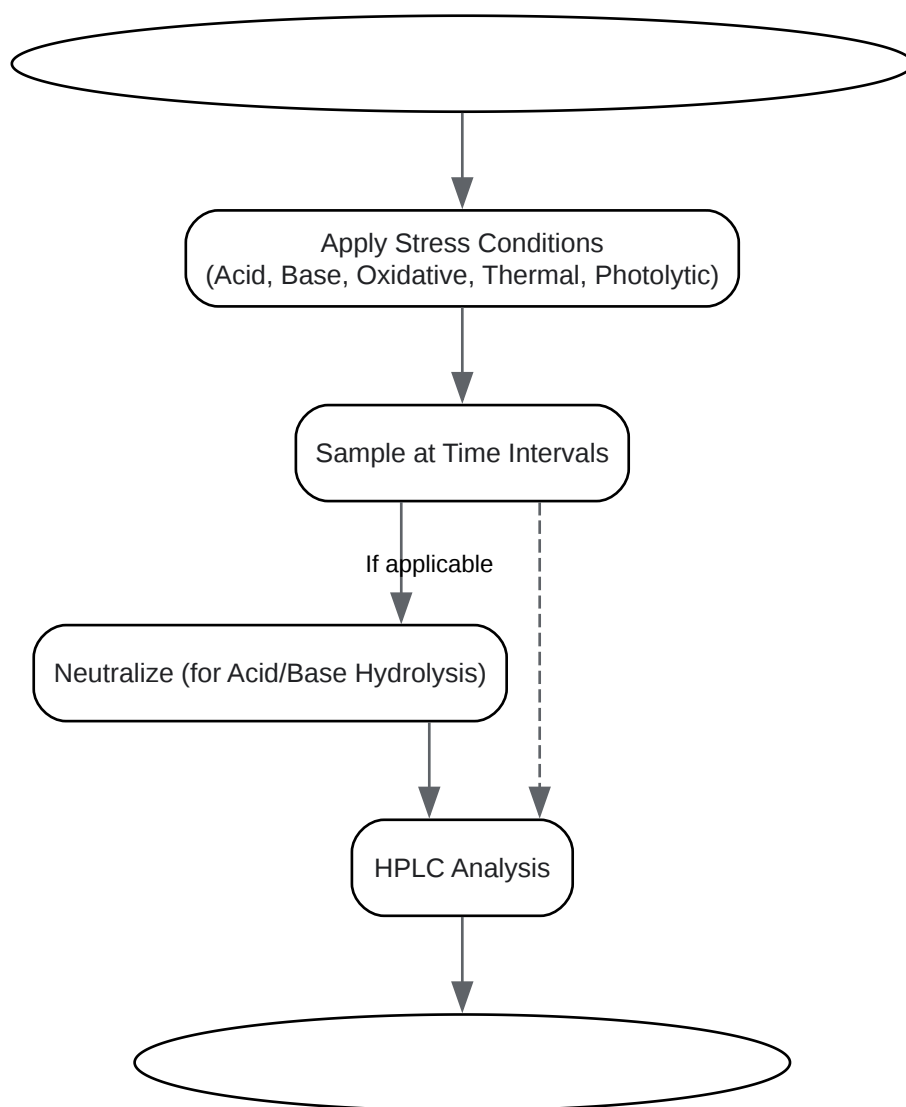 Apply Stress Conditions
(Acid, Base, Oxidative, Thermal, Photolytic)
Sample at Time Intervals
If applicable
Neutralize (for Acid/Base Hydrolysis)
HPLC Analysis